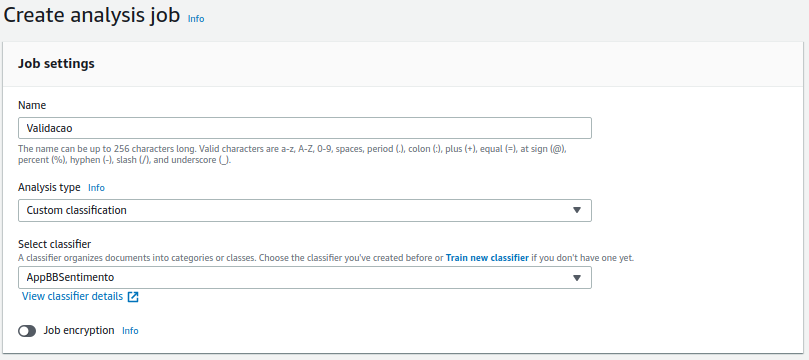 Create analysis job Info
Job settings
Name
Validacao
The name can be up to 256 characters long. Valid characters are a-z, A-Z, 0-9, spaces, period (.), colon (:), plus (+), equal (=), at sign (@),
percent (%), hyphen (-), slash (/), and underscore (_).
Analysis type Info
Custom classification
Select classifier
A classifier organizes documents into categories or classes. Choose the classifier you've created before or Train new classifier if you don't have one yet.
AppBBSentimento
View classifier details
Job encryption Info